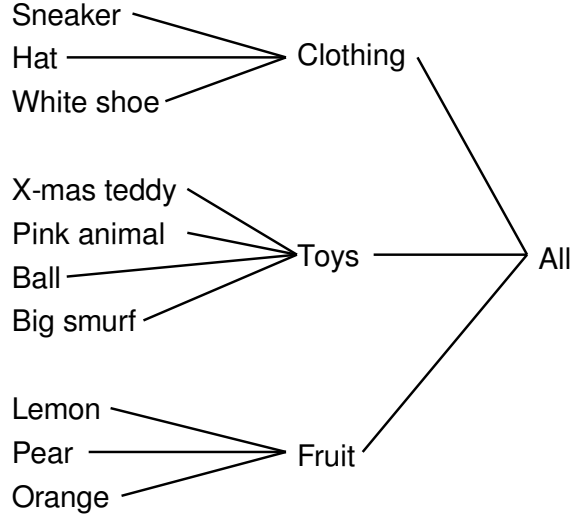 Sneaker
Hat
White shoe
Clothing
X-mas teddy
Pink animal
Ball
Big smurf
Toys
All
Lemon
Pear
Orange
Fruit